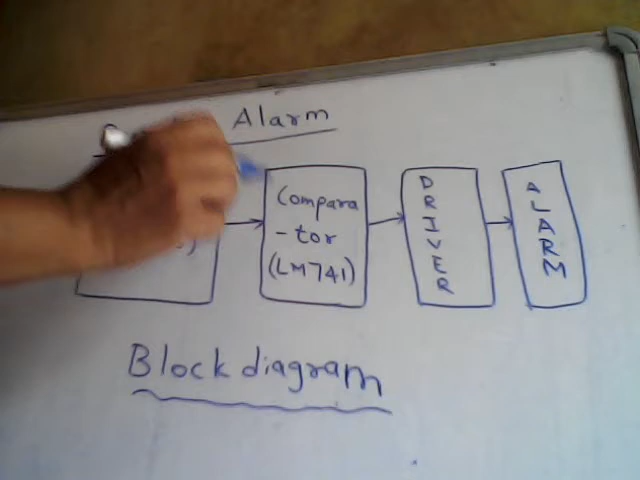 Alarm
Compara
-tor
(LM741)
DRIVER
ALARM
Block diagram